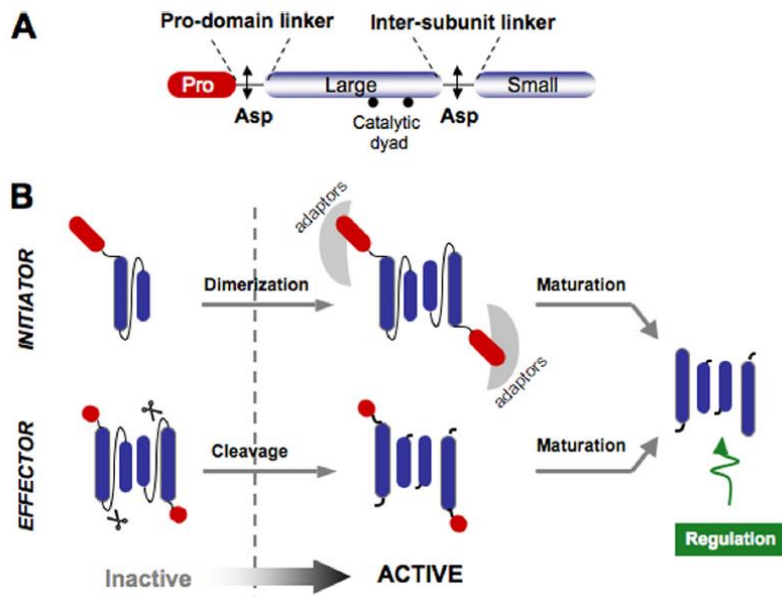 A
Pro-domain linker
Inter-subunit linker
Pro
Large
Small
Asp
Catalytic
dyad
Asp
B
INITIATOR
adaptors
Dimerization
Maturation
adaptors
EFFECTOR
Cleavage
Maturation
Regulation
Inactive
ACTIVE